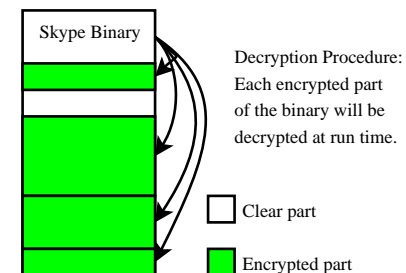 Skype Binary
Decryption Procedure:
Each encrypted part
of the binary will be
decrypted at run time.
Clear part
Encrypted part